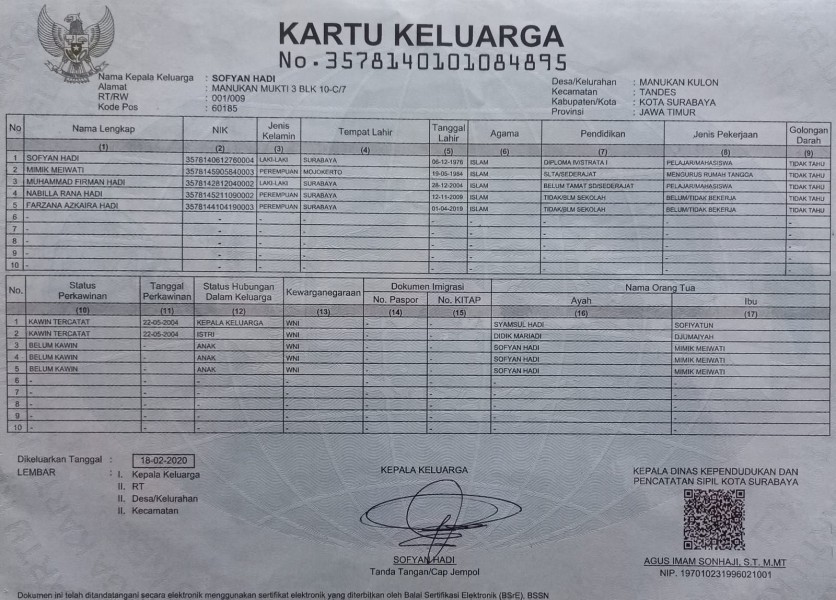 KARTU KELUARGA
No. 3578140101084895
Nama Kepala Keluarga : SOFYAN HADI
Alamat : MANUKAN MUKTI 3 BLK 10-C/7
RT/RW : 001/009
Kode Pos : 60185
Desa/Kelurahan : MANUKAN KULON
Kecamatan : TANDES
Kabupaten/Kota : KOTA SURABAYA
Provinsi : JAWA TIMUR
No Nama Lengkap NIK Jenis Kelamin Tempat Lahir Tanggal Lahir Agama Pendidikan Jenis Pekerjaan Golongan Darah
(1) (2) (3) (4) (5) (6) (7) (8) (9)
1 SOFYAN HADI 3578140612760004 LAKI-LAKI SURABAYA 06-12-1976 ISLAM DIPLOMA IV/STRATA I PELAJAR/MAHASISWA TIDAK TAHU
2 MIMIK MEIWATI 3578145905840003 PEREMPUAN MOJOKERTO 19-05-1984 ISLAM SLTA/SEDERAJAT MENGURUS RUMAH TANGGA TIDAK TAHU
3 MUHAMMAD FIRMAN HADI 3578142812040002 LAKI-LAKI SURABAYA 28-12-2004 ISLAM BELUM TAMAT SD/SEDERAJAT PELAJAR/MAHASISWA TIDAK TAHU
4 NABILLA RANA HADI 3578145211090002 PEREMPUAN SURABAYA 12-11-2009 ISLAM TIDAK/BLM SEKOLAH BELUM/TIDAK BEKERJA TIDAK TAHU
5 FARZANA AZKAIRA HADI 3578144104190003 PEREMPUAN SURABAYA 01-04-2019 ISLAM TIDAK/BLM SEKOLAH BELUM/TIDAK BEKERJA TIDAK TAHU
6 - - - - - - - -
7 - - - - - - - -
8 - - - - - - - -
9 - - - - - - - -
10 - - - - - - - -
No. Status Perkawinan Tanggal Perkawinan Status Hubungan Dalam Keluarga Kewarganegaraan Dokumen Imigrasi Nama Orang Tua
No. Paspor No. KITAP Ayah Ibu
(10) (11) (12) (13) (14) (15) (16) (17)
1 KAWIN TERCATAT 22-05-2004 KEPALA KELUARGA WNI - - SYAMSUL HADI SOFIYATUN
2 KAWIN TERCATAT 22-05-2004 ISTRI WNI - - DIDIK MARIADI DJUMAIYAH
3 BELUM KAWIN ANAK WNI - - SOFYAN HADI MIMIK MEIWATI
4 BELUM KAWIN ANAK WNI - - SOFYAN HADI MIMIK MEIWATI
5 BELUM KAWIN ANAK WNI - - SOFYAN HADI MIMIK MEIWATI
6 - - - - - - - -
7 - - - - - - - -
8 - - - - - - - -
9 - - - - - - - -
10 - - - - - - - -
Dikeluarkan Tanggal : 18-02-2020
LEMBAR : I. Kepala Keluarga
II. RT
II. Desa/Kelurahan
II. Kecamatan
KEPALA KELUARGA
SOFYAN HADI
Tanda Tangan/Cap Jempol
KEPALA DINAS KEPENDUDUKAN DAN
PENCATATAN SIPIL KOTA SURABAYA
AGUS IMAM SONHAJI, S.T. M.MT
NIP. 197010231996021001
Dokumen ini telah ditandatangani secara elektronik menggunakan sertifikat elektronik yang diterbitkan oleh Balai Sertifikasi Elektronik (BSrE), BSSN